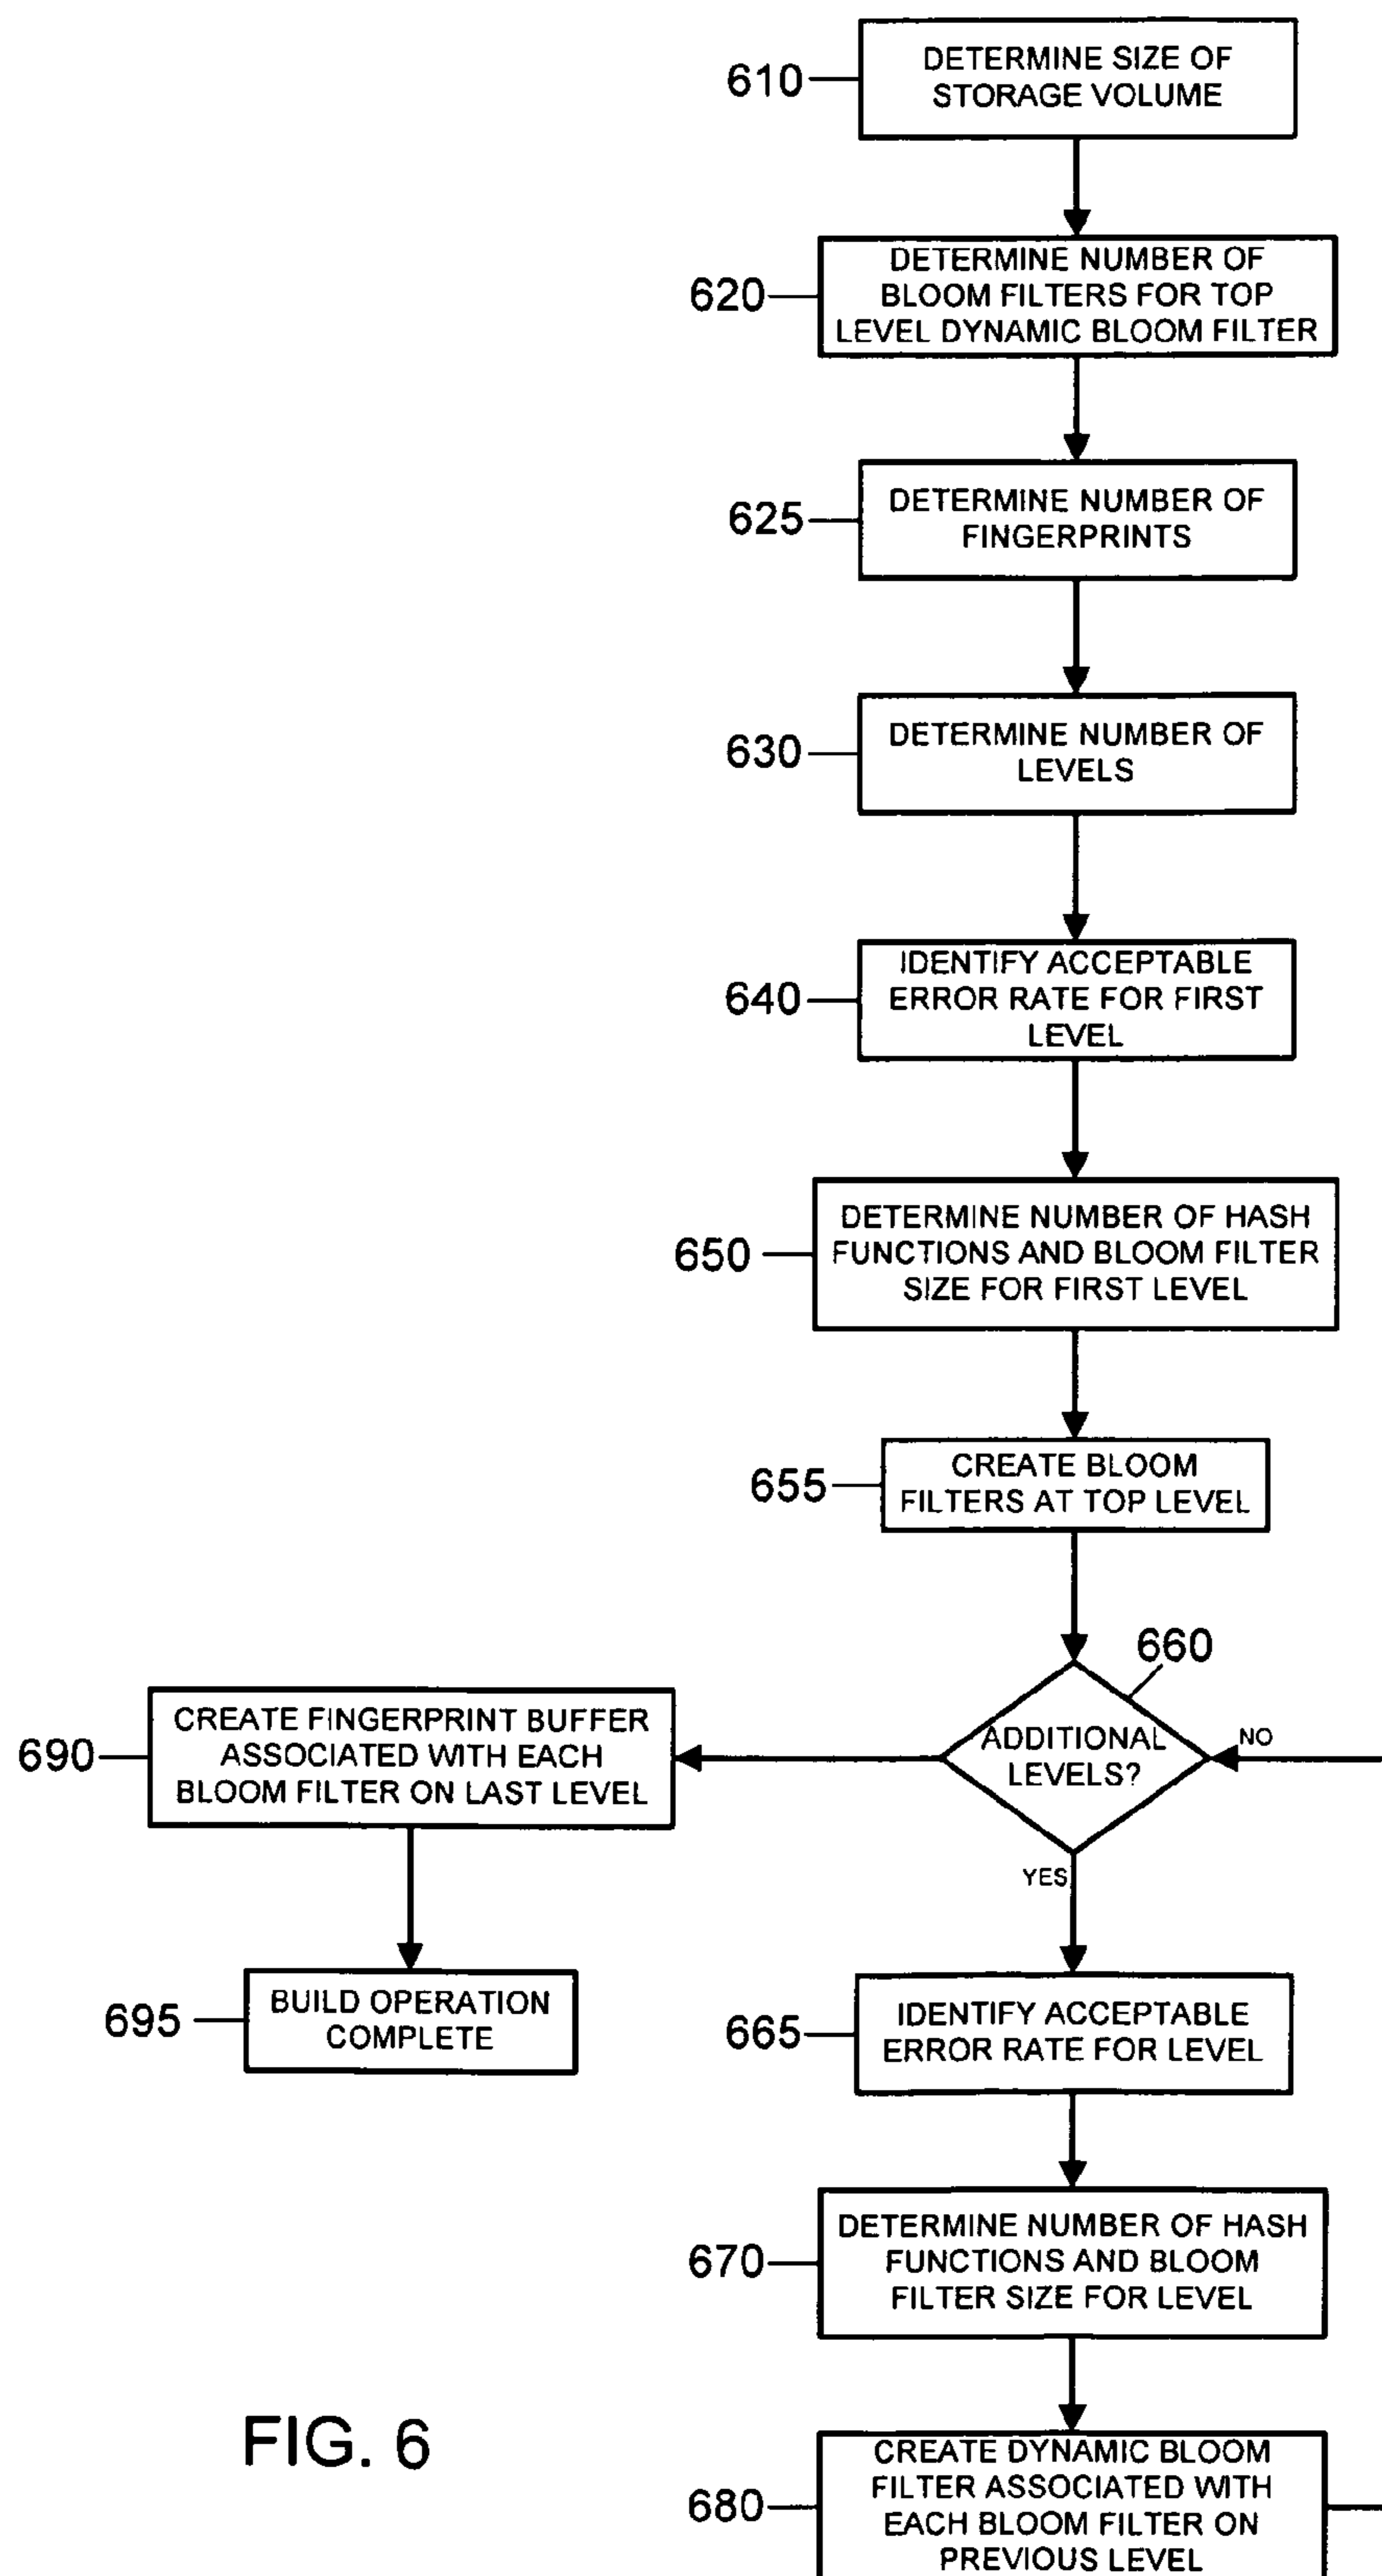 610
DETERMINE SIZE OF
STORAGE VOLUME
620
DETERMINE NUMBER OF
BLOOM FILTERS FOR TOP
LEVEL DYNAMIC BLOOM FILTER
625
DETERMINE NUMBER OF
FINGERPRINTS
630
DETERMINE NUMBER OF
LEVELS
640
IDENTIFY ACCEPTABLE
ERROR RATE FOR FIRST
LEVEL
650
DETERMINE NUMBER OF HASH
FUNCTIONS AND BLOOM FILTER
SIZE FOR FIRST LEVEL
655
CREATE BLOOM
FILTERS AT TOP LEVEL
660
ADDITIONAL
LEVELS?
NO
YES
690
CREATE FINGERPRINT BUFFER
ASSOCIATED WITH EACH
BLOOM FILTER ON LAST LEVEL
695
BUILD OPERATION
COMPLETE
665
IDENTIFY ACCEPTABLE
ERROR RATE FOR LEVEL
670
DETERMINE NUMBER OF HASH
FUNCTIONS AND BLOOM
FILTER SIZE FOR LEVEL
680
CREATE DYNAMIC BLOOM
FILTER ASSOCIATED WITH
EACH BLOOM FILTER ON
PREVIOUS LEVEL
FIG. 6